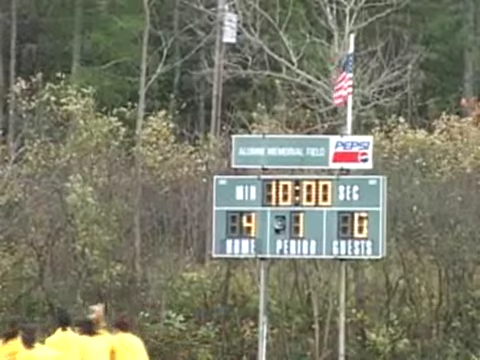 ALUMNI MEMORIAL FIELD PEPSI
MIN 10:00 SEC
4 1 0
HOME PERIOD GUESTS